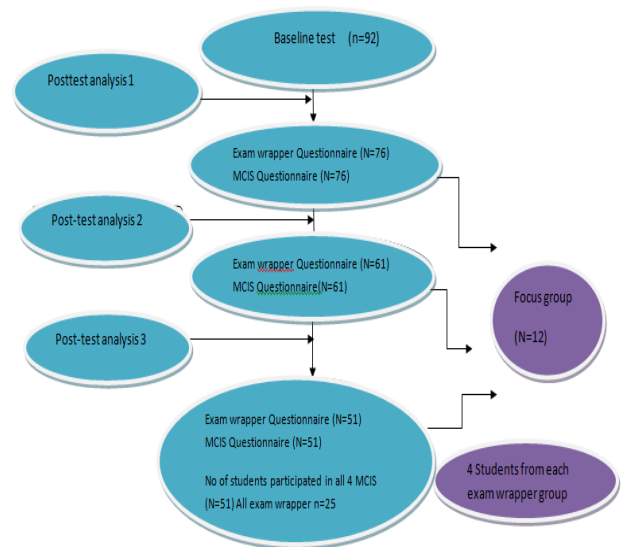 Baseline test (n=92)
Posttest analysis 1
Exam wrapper Questionnaire (N=76)
MCIS Questionnaire (N=76)
Post-test analysis 2
Exam wrapper Questionnaire (N=61)
MCIS Questionnaire(N=61)
Focus group
(N=12)
Post-test analysis 3
Exam wrapper Questionnaire (N=51)
MCIS Questionnaire (N=51)
No of students participated in all 4 MCIS
(N=51) All exam wrapper n=25
4 Students from each
exam wrapper group